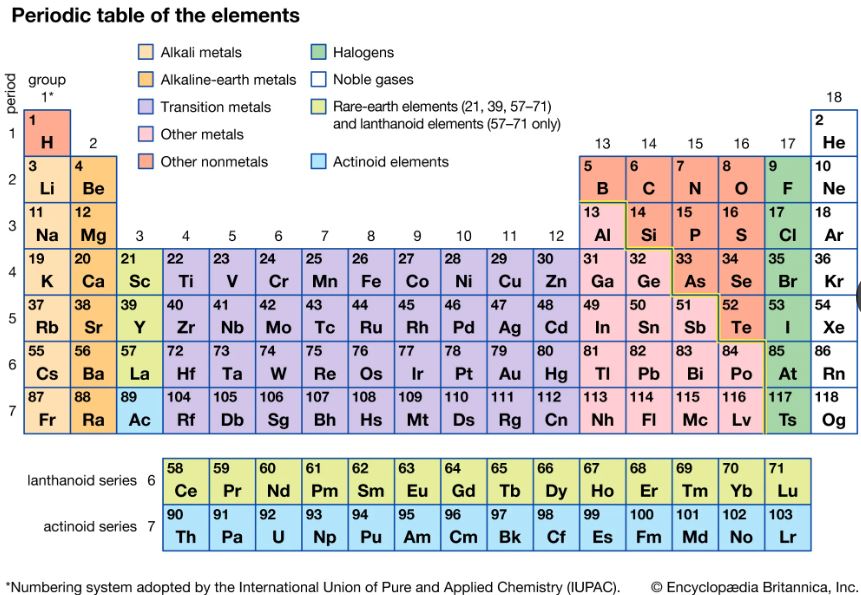 Periodic table of the elements
Alkali metals
Alkaline-earth metals
Transition metals
Other metals
Other nonmetals
Halogens
Noble gases
Rare-earth elements (21, 39, 57–71)
and lanthanoid elements (57–71 only)
Actinoid elements
period
group
1* 18
1 1 2
H 2 13 14 15 16 17 He
2 3 4 5 6 7 8 9 10
Li Be B C N O F Ne
3 11 12 13 14 15 16 17 18
Na Mg 3 4 5 6 7 8 9 10 11 12 Al Si P S Cl Ar
4 19 20 21 22 23 24 25 26 27 28 29 30 31 32 33 34 35 36
K Ca Sc Ti V Cr Mn Fe Co Ni Cu Zn Ga Ge As Se Br Kr
5 37 38 39 40 41 42 43 44 45 46 47 48 49 50 51 52 53 54
Rb Sr Y Zr Nb Mo Tc Ru Rh Pd Ag Cd In Sn Sb Te I Xe
6 55 56 57 72 73 74 75 76 77 78 79 80 81 82 83 84 85 86
Cs Ba La Hf Ta W Re Os Ir Pt Au Hg Tl Pb Bi Po At Rn
7 87 88 89 104 105 106 107 108 109 110 111 112 113 114 115 116 117 118
Fr Ra Ac Rf Db Sg Bh Hs Mt Ds Rg Cn Nh Fl Mc Lv Ts Og
lanthanoid series 6 58 59 60 61 62 63 64 65 66 67 68 69 70 71
Ce Pr Nd Pm Sm Eu Gd Tb Dy Ho Er Tm Yb Lu
actinoid series 7 90 91 92 93 94 95 96 97 98 99 100 101 102 103
Th Pa U Np Pu Am Cm Bk Cf Es Fm Md No Lr
*Numbering system adopted by the International Union of Pure and Applied Chemistry (IUPAC). © Encyclopædia Britannica, Inc.